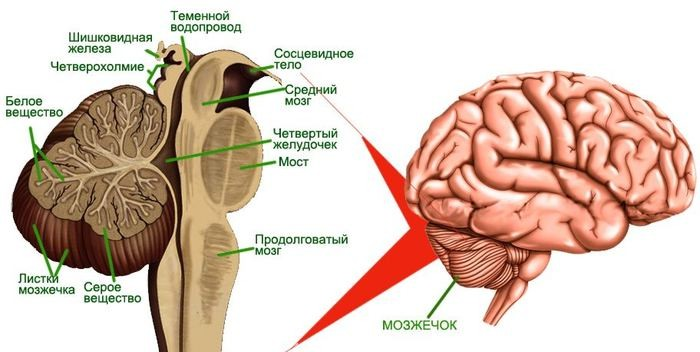 Теменной
водопровод
Шишковидная
железа
Четверохолмие
Сосцевидное
тело
Средний
мозг
Белое
вещество
Четвертый
желудочек
Мост
Продолговатый
мозг
Листки
мозжечка
Серое
вещество
МОЗЖЕЧОК